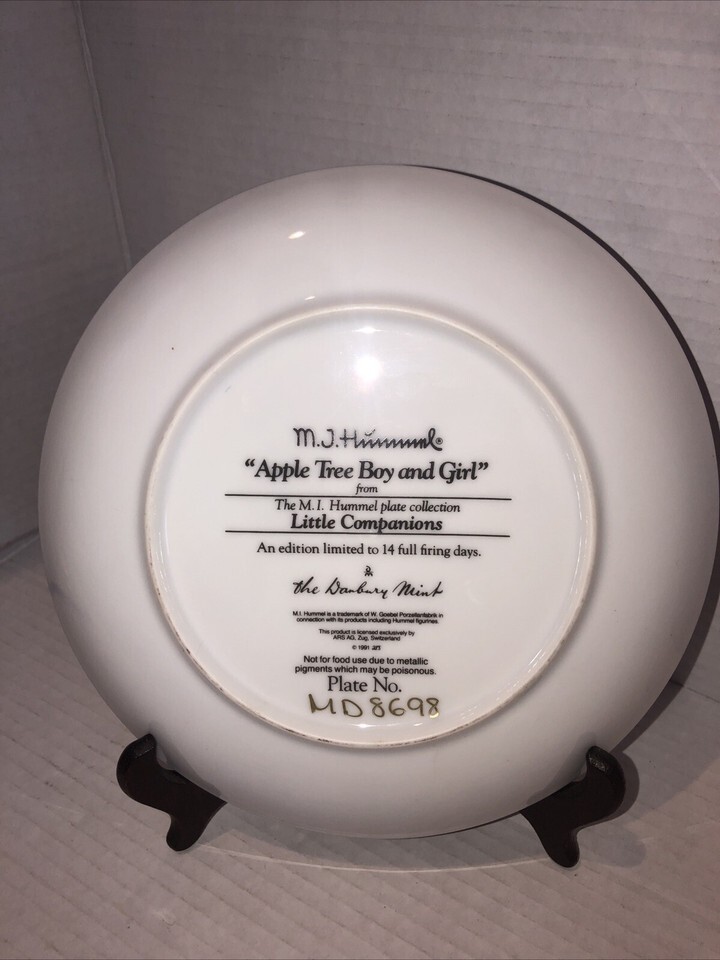 M.J.Hümmel®
“Apple Tree Boy and Girl”
from
The M.I. Hummel plate collection
Little Companions
An edition limited to 14 full firing days.
the Danbury Mint
M.I. Hummel is a trademark of W. Goebel Porzellanfabrik in
connection with its products including Hummel figurines.
This product is licensed exclusively by
ARS AG, Zug, Switzerland
© 1991 ars
Not for food use due to metallic
pigments which may be poisonous.
Plate No.
MD8698